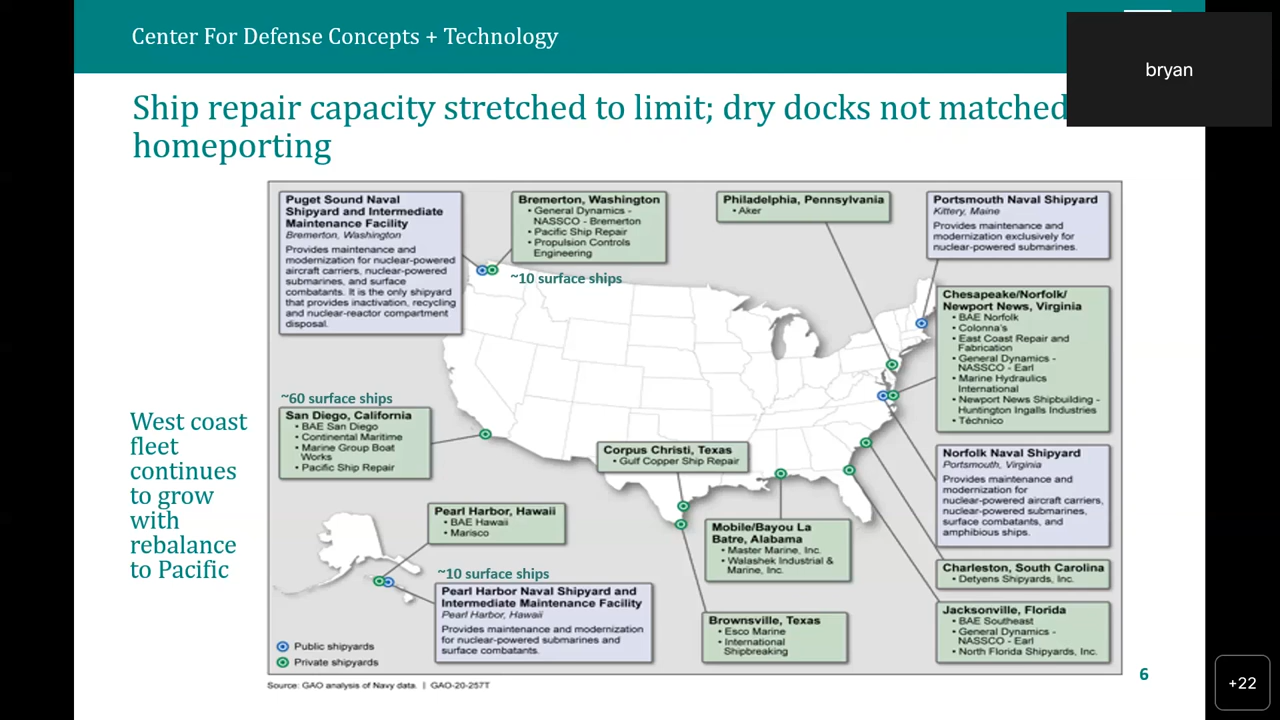 Center For Defense Concepts + Technology
bryan
Ship repair capacity stretched to limit; dry docks not matched
homeporting
Puget Sound Naval
Shipyard and Intermediate
Maintenance Facility
Bremerton, Washington
Provides maintenance and
modernization for nuclear-powered
aircraft carriers, nuclear-powered
submarines, and surface
combatants. It is the only shipyard
that provides inactivation, recycling
and nuclear-reactor compartment
disposal.
Bremerton, Washington
• General Dynamics -
NASSCO - Bremerton
• Pacific Ship Repair
• Propulsion Controls
Engineering
~10 surface ships
Philadelphia, Pennsylvania
• Aker
Portsmouth Naval Shipyard
Kittery, Maine
Provides maintenance and
modernization exclusively for
nuclear-powered submarines.
Chesapeake/Norfolk/
Newport News, Virginia
• BAE Norfolk
• Colonna's
• East Coast Repair and
Fabrication
• General Dynamics -
NASSCO - Earl
• Marine Hydraulics
International
• Newport News Shipbuilding -
Huntington Ingalls Industries
• Técnico
~60 surface ships
San Diego, California
• BAE San Diego
• Continental Maritime
• Marine Group Boat
Works
• Pacific Ship Repair
West coast
fleet
continues
to grow
with
rebalance
to Pacific
Corpus Christi, Texas
• Gulf Copper Ship Repair
Norfolk Naval Shipyard
Portsmouth, Virginia
Provides maintenance and
modernization for
nuclear-powered aircraft carriers,
nuclear-powered submarines,
surface combatants, and
amphibious ships.
Pearl Harbor, Hawaii
• BAE Hawaii
• Marisco
Mobile/Bayou La
Batre, Alabama
• Master Marine, Inc.
• Walashek Industrial &
Marine, Inc.
Charleston, South Carolina
• Detyens Shipyards, Inc.
~10 surface ships
Pearl Harbor Naval Shipyard and
Intermediate Maintenance Facility
Pearl Harbor, Hawaii
Provides maintenance and modernization
for nuclear-powered submarines and
surface combatants.
Brownsville, Texas
• Esco Marine
• International
Shipbreaking
Jacksonville, Florida
• BAE Southeast
• General Dynamics -
NASSCO - Earl
• North Florida Shipyards, Inc.
Public shipyards
Private shipyards
Source: GAO analysis of Navy data. | GAO-20-257T
6
+22